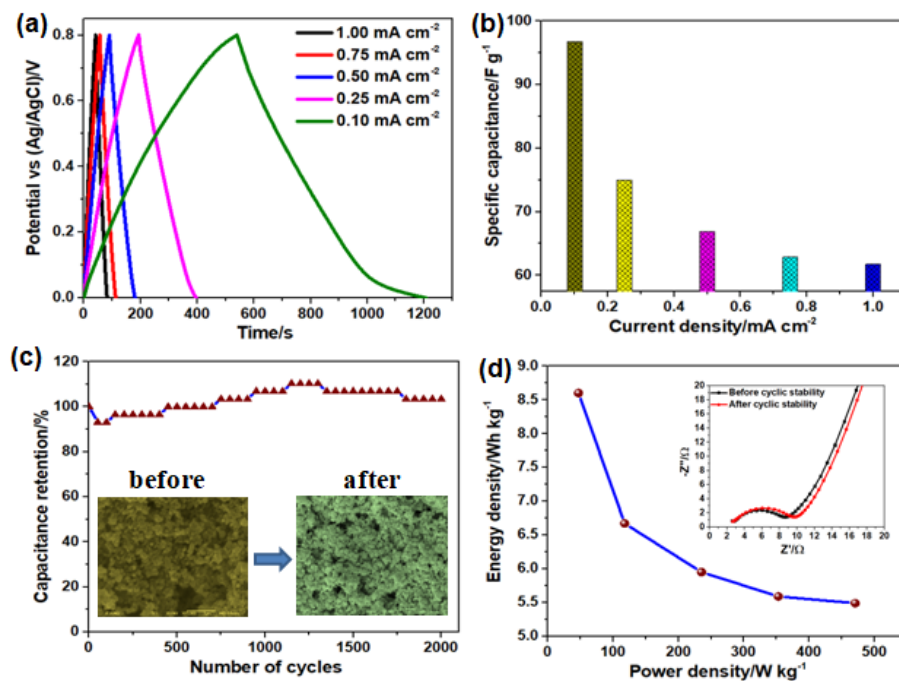 (a)
1.00 mA cm⁻²
0.75 mA cm⁻²
0.50 mA cm⁻²
0.25 mA cm⁻²
0.10 mA cm⁻²
Potential vs (Ag/AgCl)/V
0.8
0.6
0.4
0.2
0.0
0 200 400 600 800 1000 1200
Time/s
(b)
Specific capacitance/F g⁻¹
100
90
80
70
60
0.0 0.2 0.4 0.6 0.8 1.0
Current density/mA cm⁻²
(c)
Capacitance retention/%
120
100
80
60
40
20
0
before
after
0 500 1000 1500 2000
Number of cycles
(d)
Energy density/Wh kg⁻¹
9.0
8.5
8.0
7.5
7.0
6.5
6.0
5.5
5.0
0 100 200 300 400 500
Power density/W kg⁻¹
Before cyclic stability
After cyclic stability
-Z''/Ω
20
18
16
14
12
10
8
6
4
2
0
0 2 4 6 8 10 12 14 16 18 20
Z'/Ω